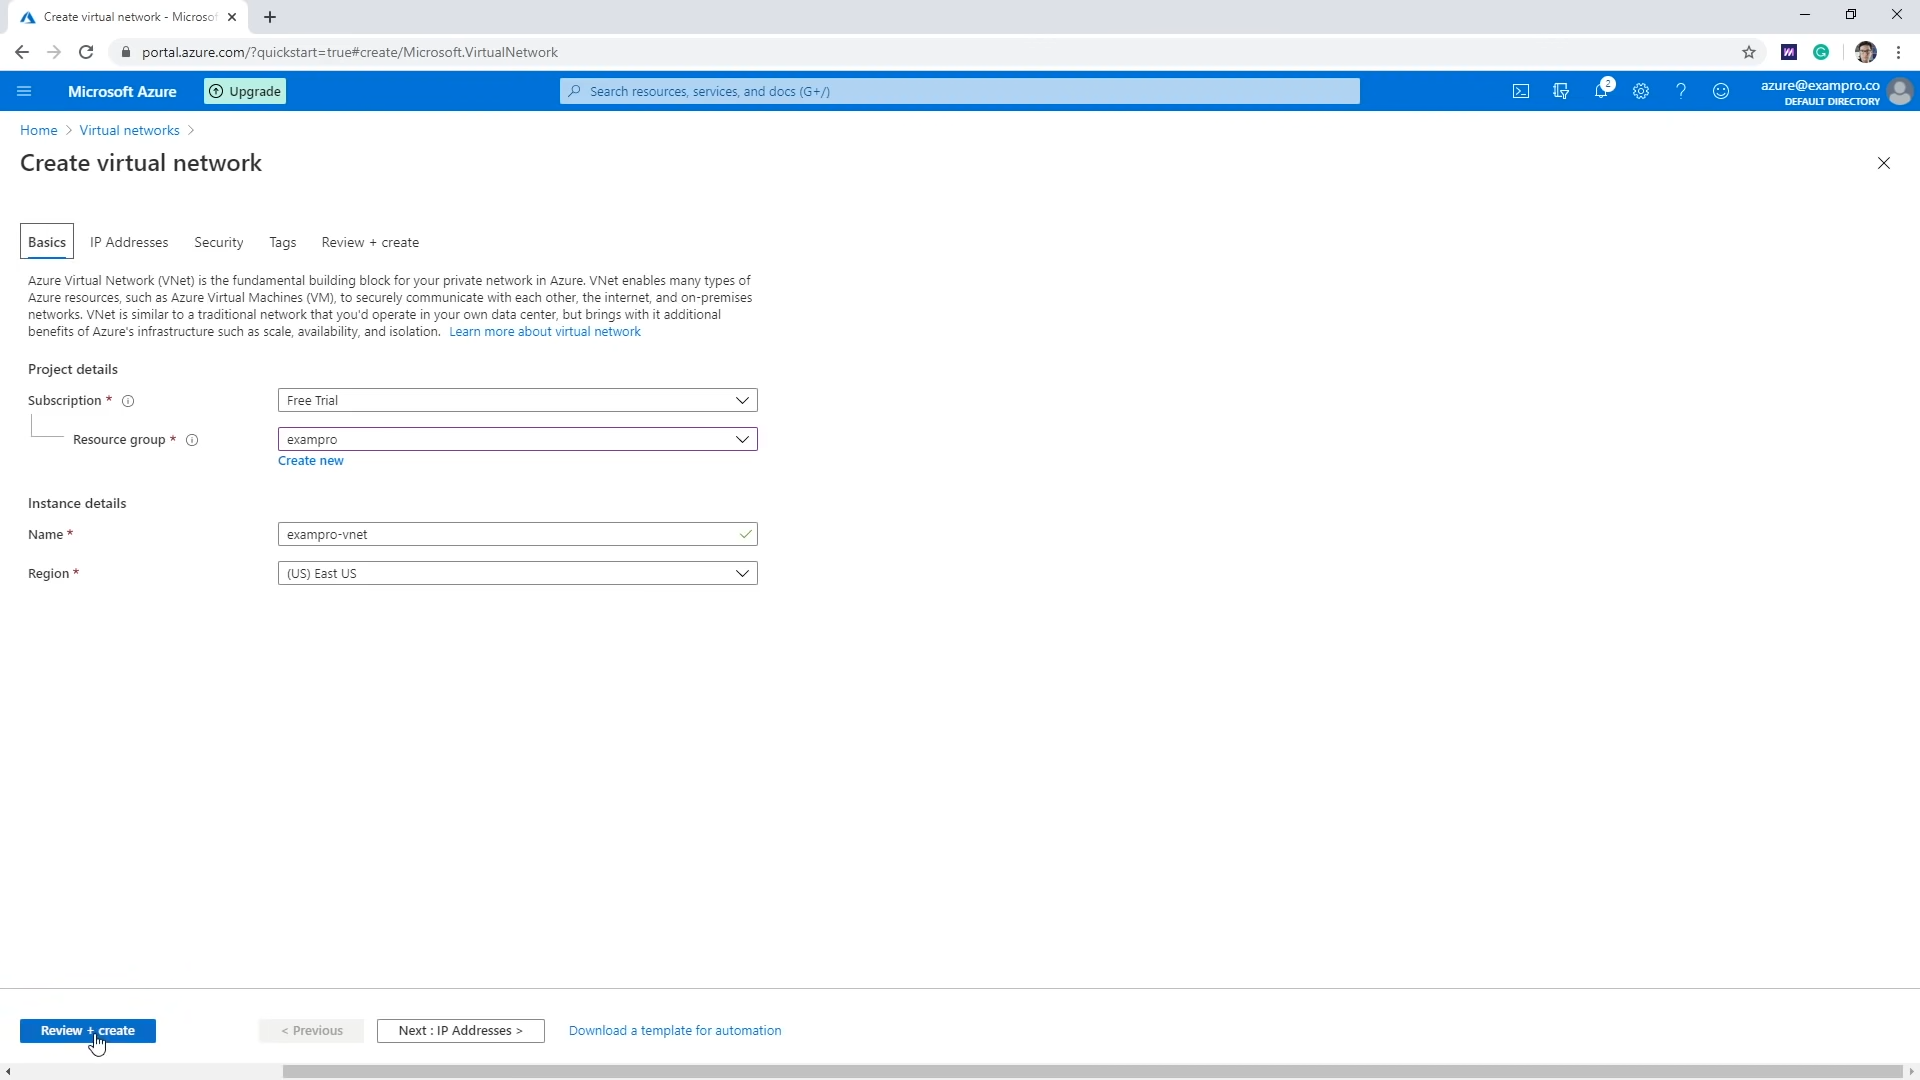 Create virtual network - Microsof
portal.azure.com/?quickstart=true#create/Microsoft.VirtualNetwork
Microsoft Azure
Upgrade
Search resources, services, and docs (G+/)
2
azure@exampro.co
DEFAULT DIRECTORY
Home > Virtual networks >
Create virtual network
Basics IP Addresses Security Tags Review + create
Azure Virtual Network (VNet) is the fundamental building block for your private network in Azure. VNet enables many types of
Azure resources, such as Azure Virtual Machines (VM), to securely communicate with each other, the internet, and on-premises
networks. VNet is similar to a traditional network that you'd operate in your own data center, but brings with it additional
benefits of Azure's infrastructure such as scale, availability, and isolation. Learn more about virtual network
Project details
Subscription * Free Trial
Resource group * exampro
Create new
Instance details
Name * exampro-vnet
Region * (US) East US
Review + create < Previous Next : IP Addresses > Download a template for automation